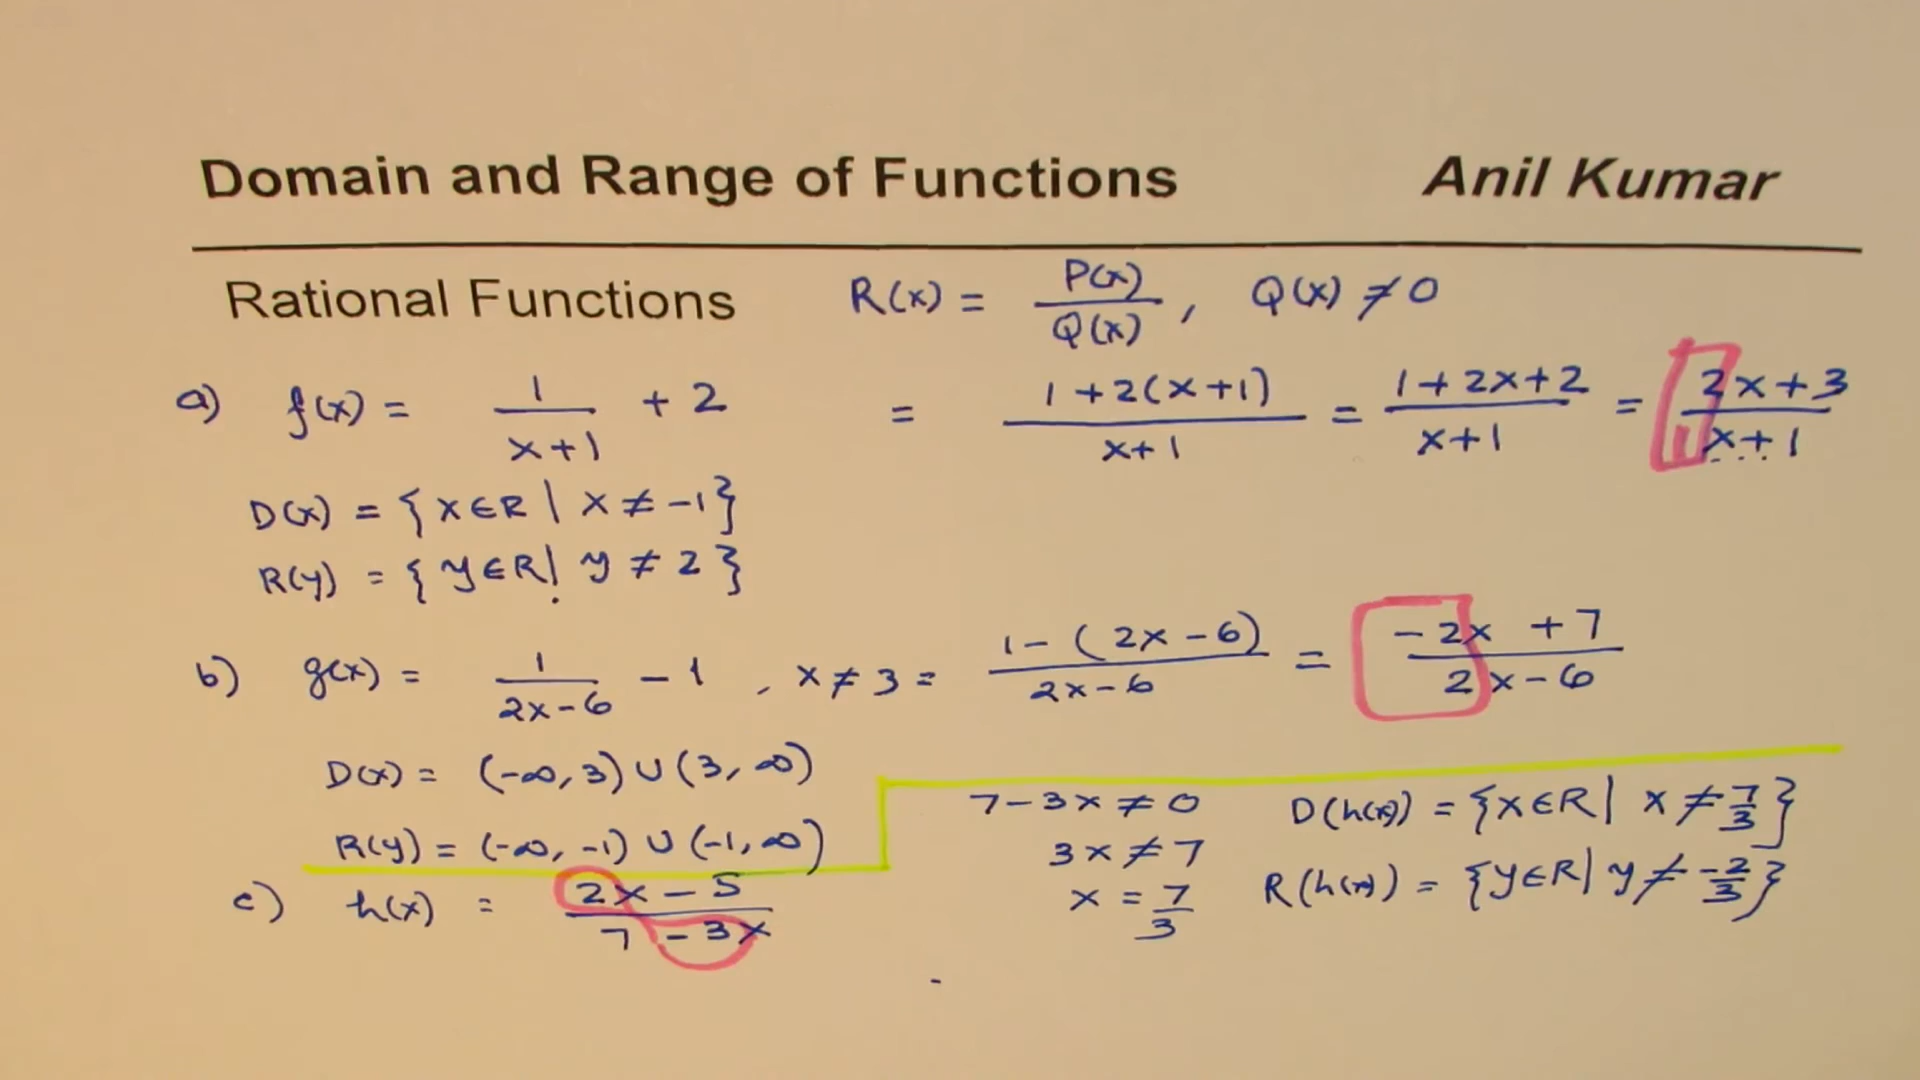 Domain and Range of Functions Anil Kumar
Rational Functions R(x) = P(x)/Q(x), Q(x) ≠ 0
a) f(x) = 1/(x+1) + 2 = (1+2(x+1))/(x+1) = (1+2x+2)/(x+1) = (2x+3)/(x+1)
D(x) = {x∈R | x ≠ -1}
R(y) = {y∈R | y ≠ 2}
b) g(x) = 1/(2x-6) - 1, x ≠ 3 = (1-(2x-6))/(2x-6) = (-2x+7)/(2x-6)
D(x) = (-∞, 3) ∪ (3, ∞)
R(y) = (-∞, -1) ∪ (-1, ∞)
c) h(x) = (2x-5)/(7-3x)
7-3x ≠ 0
3x ≠ 7
x = 7/3
D(h(x)) = {x∈R | x ≠ 7/3}
R(h(x)) = {y∈R | y ≠ -2/3}